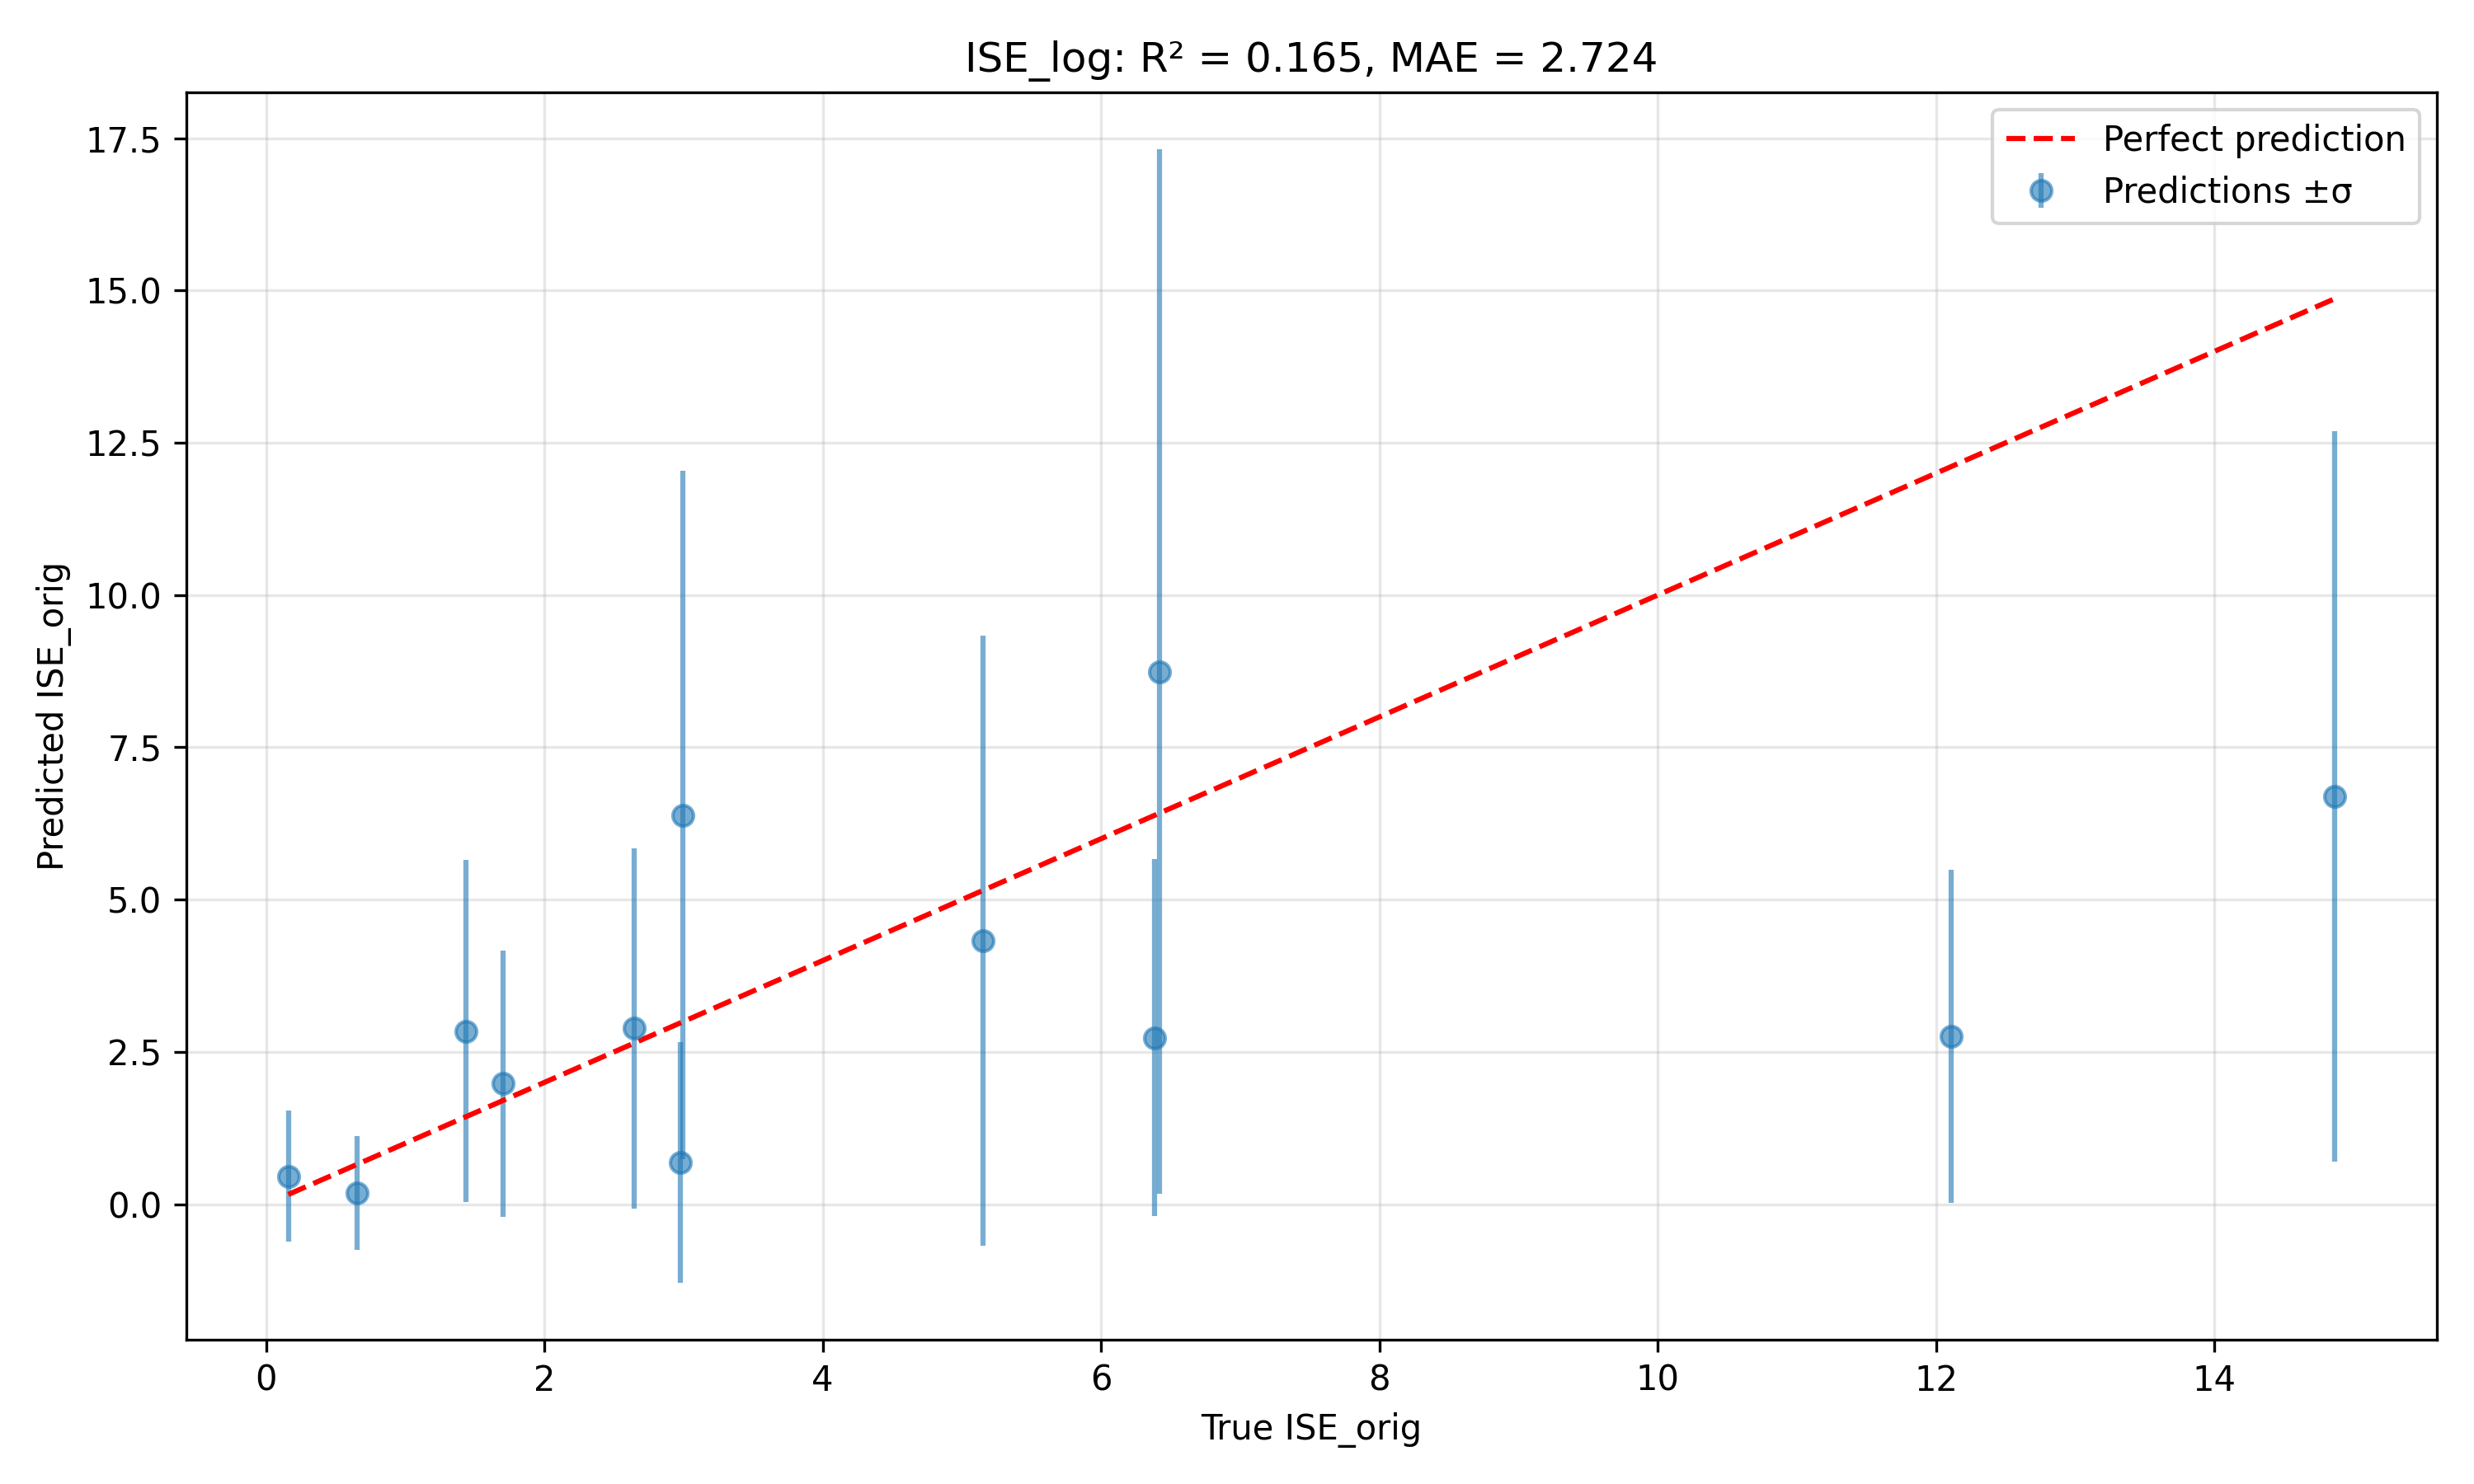 ISE_log: R² = 0.165, MAE = 2.724
Perfect prediction
Predictions ±σ
17.5
15.0
12.5
10.0
7.5
5.0
2.5
0.0
Predicted ISE_orig
0 2 4 6 8 10 12 14
True ISE_orig